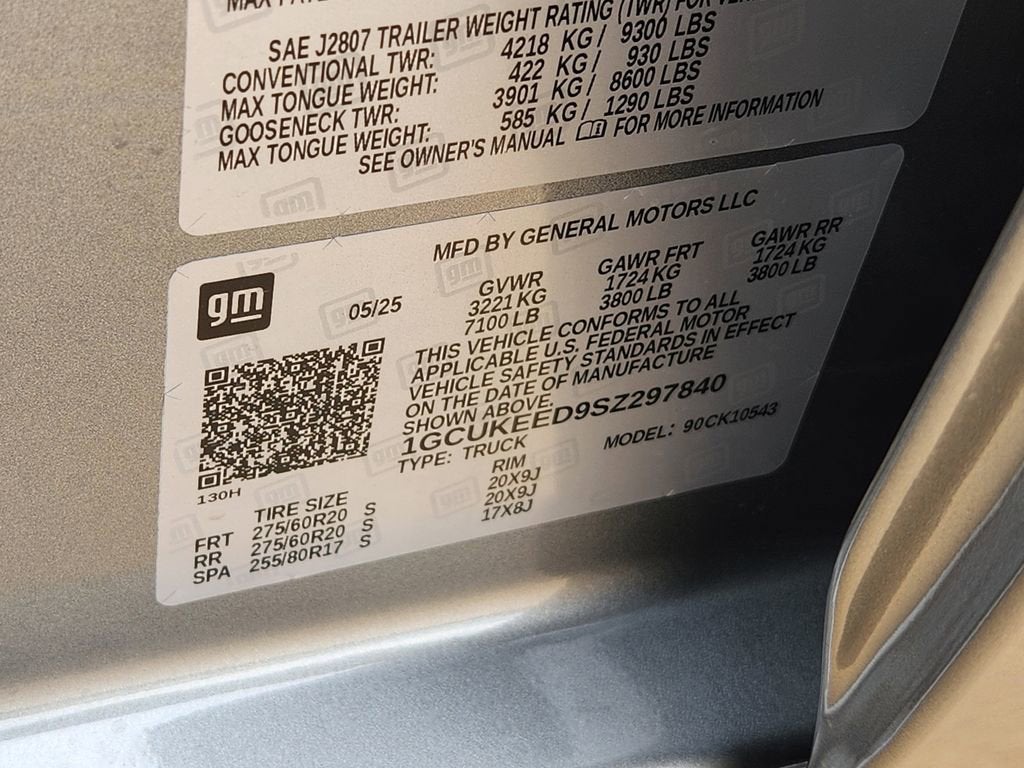 SAE J2807 TRAILER WEIGHT RATING (TWR) FOR
CONVENTIONAL TWR: 4218 KG / 9300 LBS
MAX TONGUE WEIGHT: 422 KG / 930 LBS
GOOSENECK TWR: 3901 KG / 8600 LBS
MAX TONGUE WEIGHT: 585 KG / 1290 LBS
SEE OWNER'S MANUAL FOR MORE INFORMATION
MFD BY GENERAL MOTORS LLC
gm
05/25
GVWR GAWR FRT GAWR RR
3221 KG 1724 KG 1724 KG
7100 LB 3800 LB 3800 LB
THIS VEHICLE CONFORMS TO ALL
APPLICABLE U.S. FEDERAL MOTOR
VEHICLE SAFETY STANDARDS IN EFFECT
ON THE DATE OF MANUFACTURE
SHOWN ABOVE.
1GCUKEED9SZ297840
TYPE: TRUCK MODEL: 90CK10543
130H
TIRE SIZE RIM
FRT 275/60R20 S 20X9J
RR 275/60R20 S 20X9J
SPA 255/80R17 S 17X8J